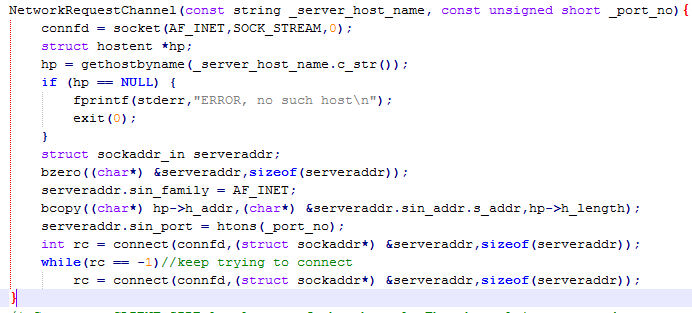 NetworkRequestChannel(const string _server_host_name, const unsigned short _port_no){
connfd = socket(AF_INET,SOCK_STREAM,0);
struct hostent *hp;
hp = gethostbyname(_server_host_name.c_str());
if (hp == NULL) {
fprintf(stderr,"ERROR, no such host\n");
exit(0);
}
struct sockaddr_in serveraddr;
bzero((char*) &serveraddr,sizeof(serveraddr));
serveraddr.sin_family = AF_INET;
bcopy((char*) hp->h_addr,(char*) &serveraddr.sin_addr.s_addr,hp->h_length);
serveraddr.sin_port = htons(_port_no);
int rc = connect(connfd,(struct sockaddr*) &serveraddr,sizeof(serveraddr));
while(rc == -1)//keep trying to connect
rc = connect(connfd,(struct sockaddr*) &serveraddr,sizeof(serveraddr));
}